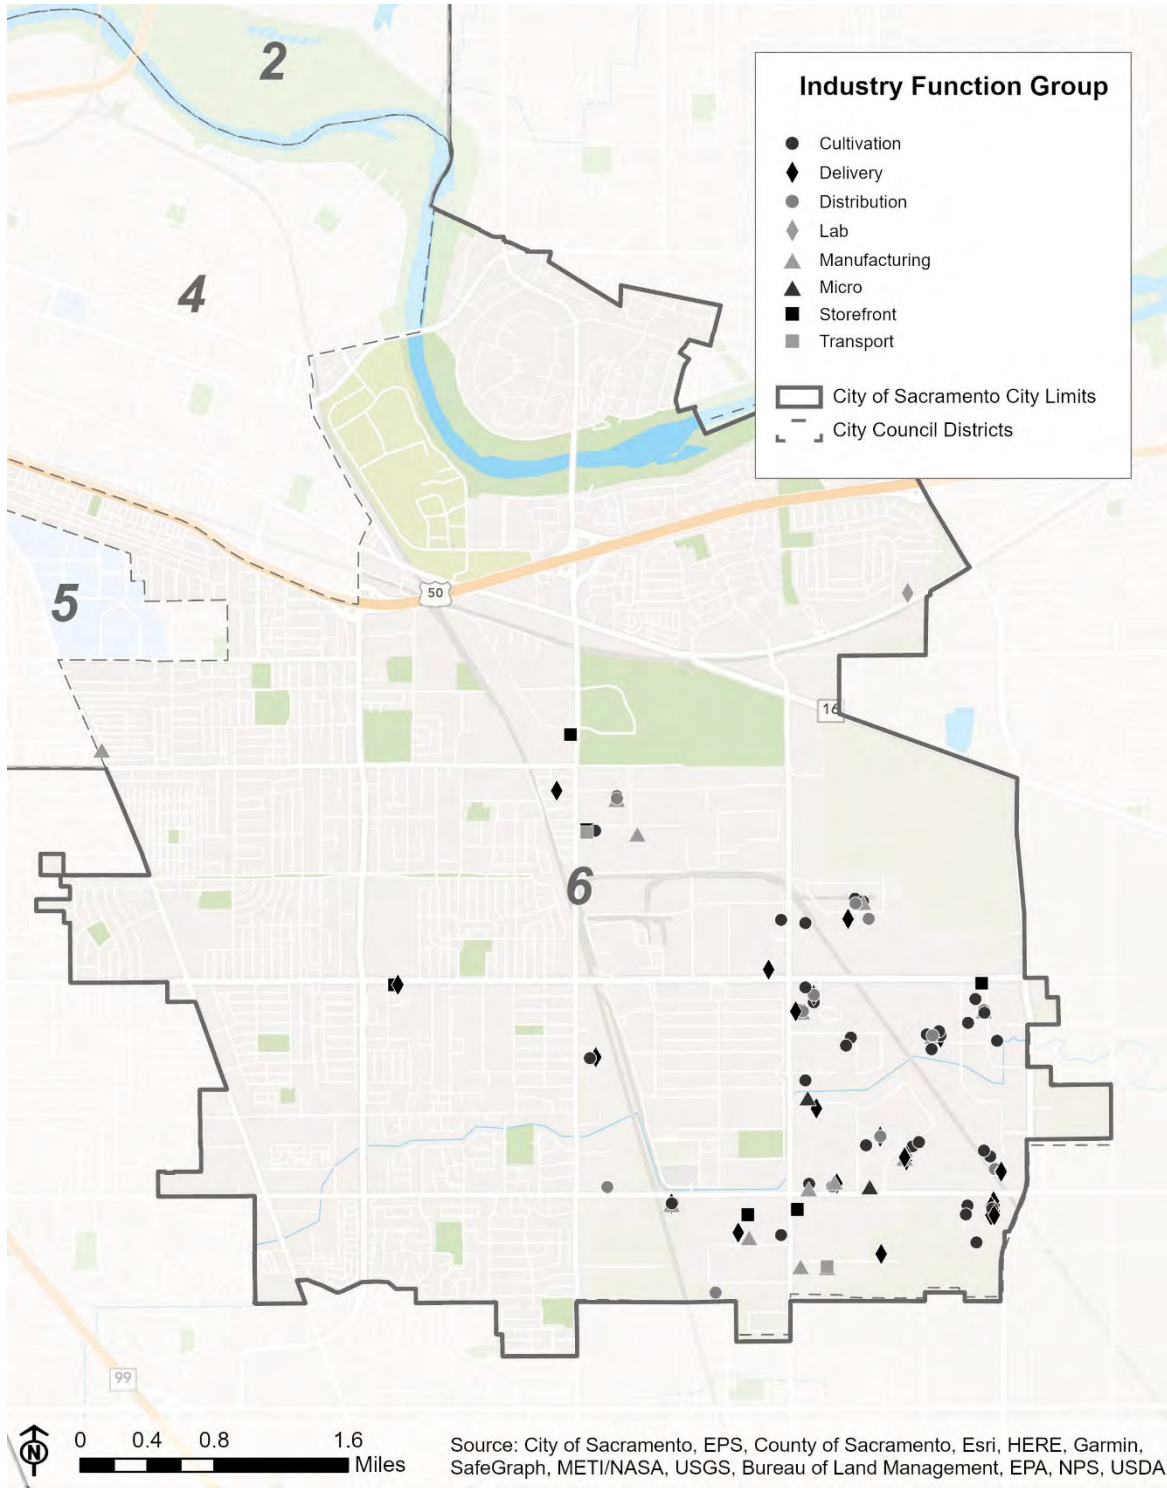 2
Industry Function Group
Cultivation
Delivery
Distribution
Lab
Manufacturing
Micro
Storefront
Transport
City of Sacramento City Limits
City Council Districts
4
5
50
16
6
99
N
0 0.4 0.8 1.6
Miles
Source: City of Sacramento, EPS, County of Sacramento, Esri, HERE, Garmin,
SafeGraph, METI/NASA, USGS, Bureau of Land Management, EPA, NPS, USDA